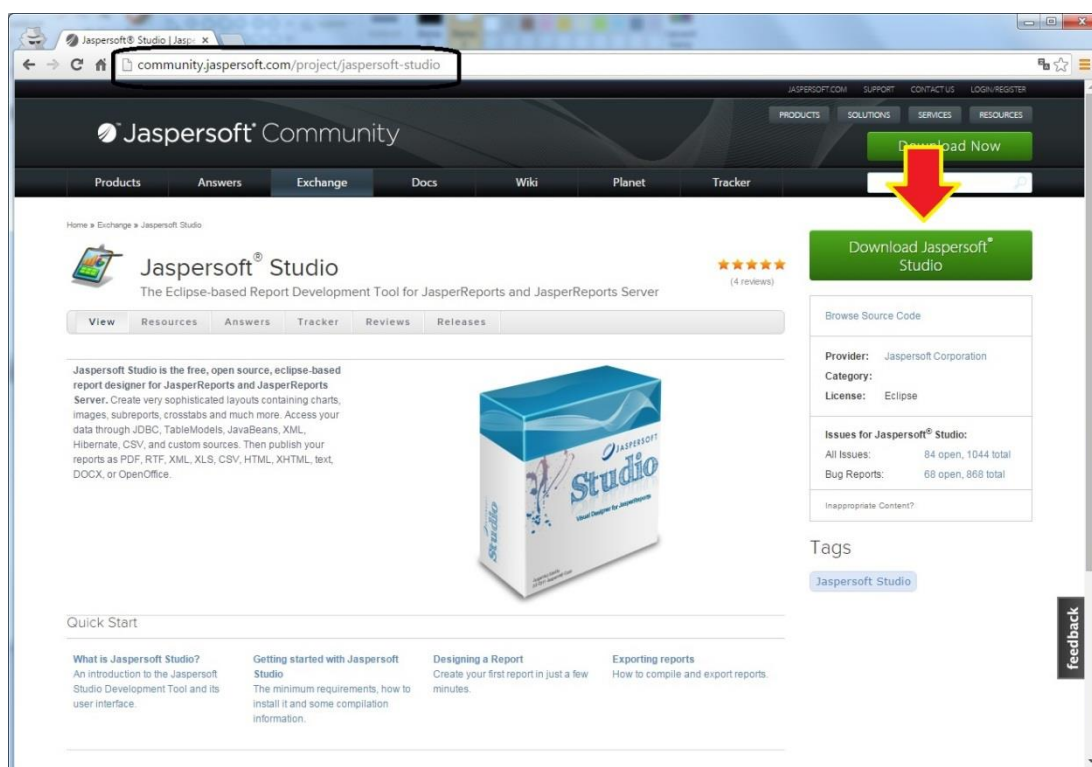 Jaspersoft® Studio | Jasp
community.jaspersoft.com/project/jaspersoft-studio
JASPERSOFT.COM SUPPORT CONTACT US LOGIN/REGISTER
PRODUCTS SOLUTIONS SERVICES RESOURCES
Jaspersoft® Community
Download Now
Products Answers Exchange Docs Wiki Planet Tracker
Home » Exchange » Jaspersoft Studio
Jaspersoft® Studio
The Eclipse-based Report Development Tool for JasperReports and JasperReports Server
(4 reviews)
View Resources Answers Tracker Reviews Releases
Jaspersoft Studio is the free, open source, eclipse-based
report designer for JasperReports and JasperReports
Server. Create very sophisticated layouts containing charts,
images, subreports, crosstabs and much more. Access your
data through JDBC, TableModels, JavaBeans, XML,
Hibernate, CSV, and custom sources. Then publish your
reports as PDF, RTF, XML, XLS, CSV, HTML, XHTML, text,
DOCX, or OpenOffice.
JASPERSOFT
Studio
Visual Designer for JasperReports
JASPERSOFT
Studio
Download Jaspersoft®
Studio
Browse Source Code
Provider: Jaspersoft Corporation
Category:
License: Eclipse
Issues for Jaspersoft® Studio:
All Issues: 84 open, 1044 total
Bug Reports: 68 open, 868 total
Inappropriate Content?
Tags
Jaspersoft Studio
feedback
Quick Start
What is Jaspersoft Studio?
An introduction to the Jaspersoft
Studio Development Tool and its
user interface.
Getting started with Jaspersoft
Studio
The minimum requirements, how to
install it and some compilation
information.
Designing a Report
Create your first report in just a few
minutes.
Exporting reports
How to compile and export reports.